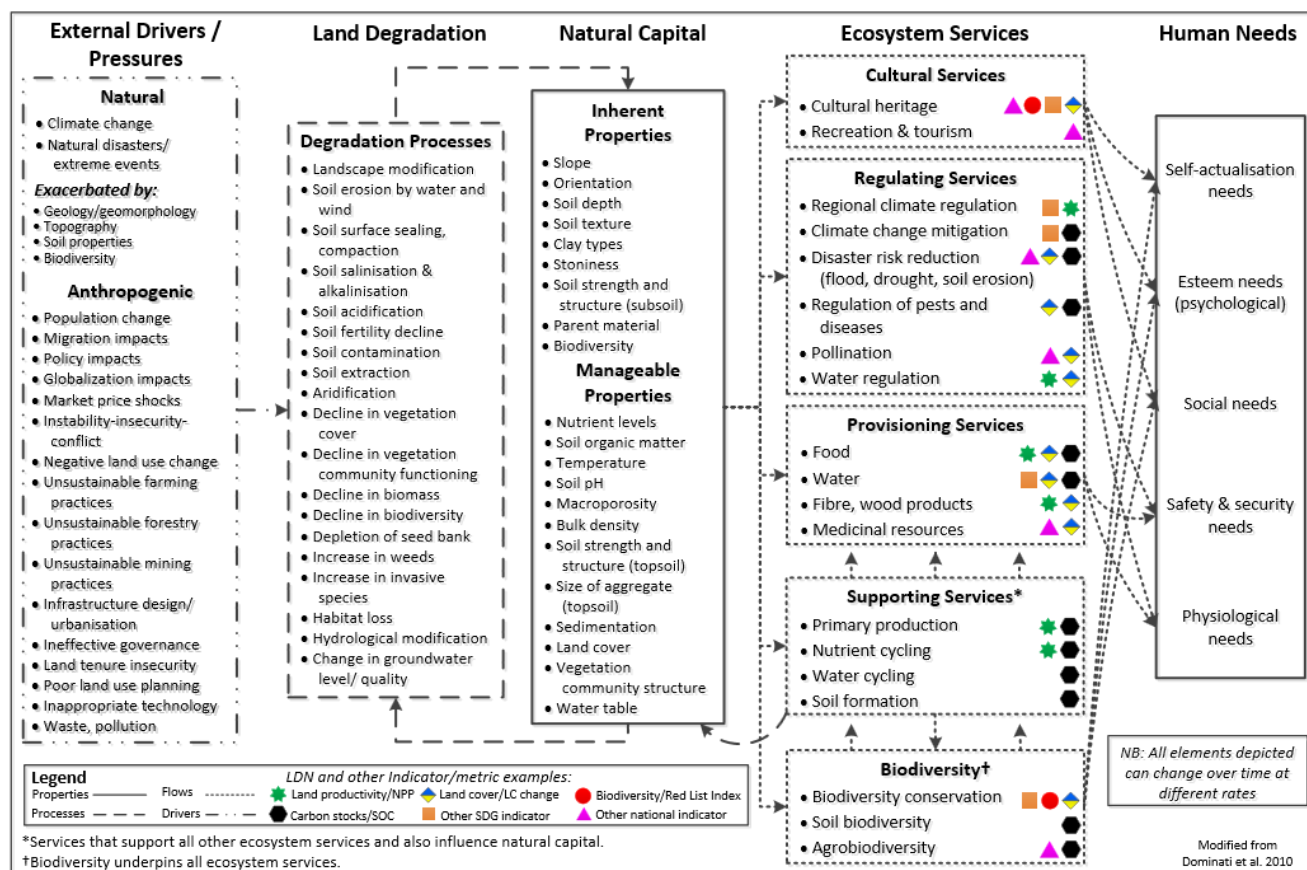 External Drivers /
Pressures
Natural
• Climate change
• Natural disasters/
extreme events
Exacerbated by:
• Geology/geomorphology
• Topography
• Soil properties
• Biodiversity
Anthropogenic
• Population change
• Migration impacts
• Policy impacts
• Globalization impacts
• Market price shocks
• Instability-insecurity-
conflict
• Negative land use change
• Unsustainable farming
practices
• Unsustainable forestry
practices
• Unsustainable mining
practices
• Infrastructure design/
urbanisation
• Ineffective governance
• Land tenure insecurity
• Poor land use planning
• Inappropriate technology
• Waste, pollution
Land Degradation
Degradation Processes
• Landscape modification
• Soil erosion by water and
wind
• Soil surface sealing,
compaction
• Soil salinisation &
alkalinisation
• Soil acidification
• Soil fertility decline
• Soil contamination
• Soil extraction
• Aridification
• Decline in vegetation
cover
• Decline in vegetation
community functioning
• Decline in biomass
• Decline in biodiversity
• Depletion of seed bank
• Increase in weeds
• Increase in invasive
species
• Habitat loss
• Hydrological modification
• Change in groundwater
level/ quality
Natural Capital
Inherent
Properties
• Slope
• Orientation
• Soil depth
• Soil texture
• Clay types
• Stoniness
• Soil strength and
structure (subsoil)
• Parent material
• Biodiversity
Manageable
Properties
• Nutrient levels
• Soil organic matter
• Temperature
• Soil pH
• Macroporosity
• Bulk density
• Soil strength and
structure (topsoil)
• Size of aggregate
(topsoil)
• Sedimentation
• Land cover
• Vegetation
community structure
• Water table
Ecosystem Services
Cultural Services
• Cultural heritage
• Recreation & tourism
Regulating Services
• Regional climate regulation
• Climate change mitigation
• Disaster risk reduction
(flood, drought, soil erosion)
• Regulation of pests and
diseases
• Pollination
• Water regulation
Provisioning Services
• Food
• Water
• Fibre, wood products
• Medicinal resources
Supporting Services*
• Primary production
• Nutrient cycling
• Water cycling
• Soil formation
Biodiversity†
• Biodiversity conservation
• Soil biodiversity
• Agrobiodiversity
Human Needs
Self-actualisation
needs
Esteem needs
(psychological)
Social needs
Safety & security
needs
Physiological
needs
NB: All elements depicted
can change over time at
different rates
Legend
Properties
Flows
Processes
Drivers
LDN and other Indicator/metric examples:
Land productivity/NPP
Land cover/LC change
Biodiversity/Red List Index
Carbon stocks/SOC
Other SDG indicator
Other national indicator
*Services that support all other ecosystem services and also influence natural capital.
†Biodiversity underpins all ecosystem services.
Modified from
Dominati et al. 2010